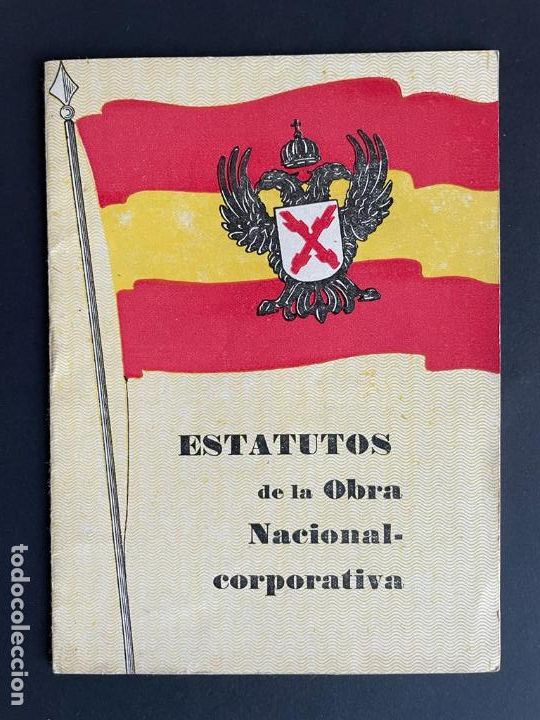 ESTATUTOS
de la Obra
Nacional-
corporativa
todocoleccion